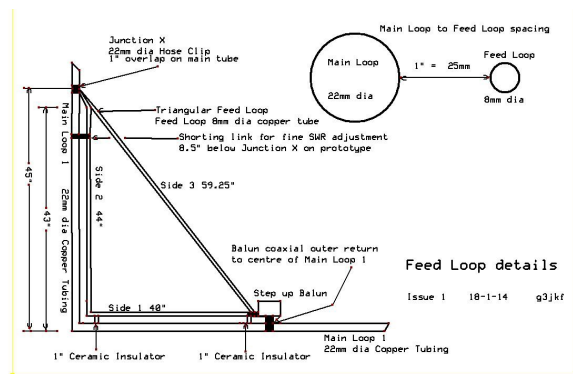 Junction X
22mm dia Hose Clip
1" overlap on main tube
Main Loop to Feed Loop spacing
Main Loop
22mm dia
1" = 25mm
Feed Loop
8mm dia
Triangular Feed Loop
Feed Loop 8mm dia copper tube
Shorting link for fine SWR adjustment
8.5" below Junction X on prototype
45"
43"
Main Loop 1 22mm dia Copper Tubing
Side 2 44"
Side 3 59.25"
Balun coaxial outer return
to centre of Main Loop 1
Step up Balun
Side 1 40"
Feed Loop details
Issue 1 18-1-14 g3jkf
Main Loop 1
22mm dia Copper Tubing
1" Ceramic Insulator
1" Ceramic Insulator